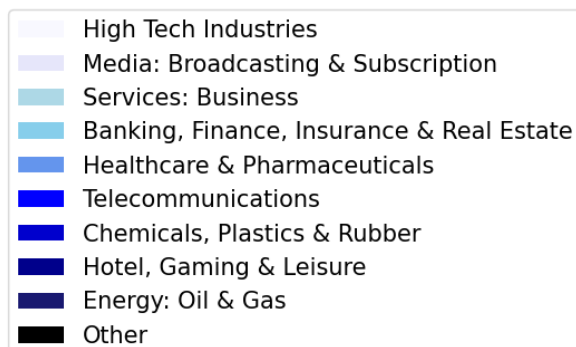 High Tech Industries
Media: Broadcasting & Subscription
Services: Business
Banking, Finance, Insurance & Real Estate
Healthcare & Pharmaceuticals
Telecommunications
Chemicals, Plastics & Rubber
Hotel, Gaming & Leisure
Energy: Oil & Gas
Other